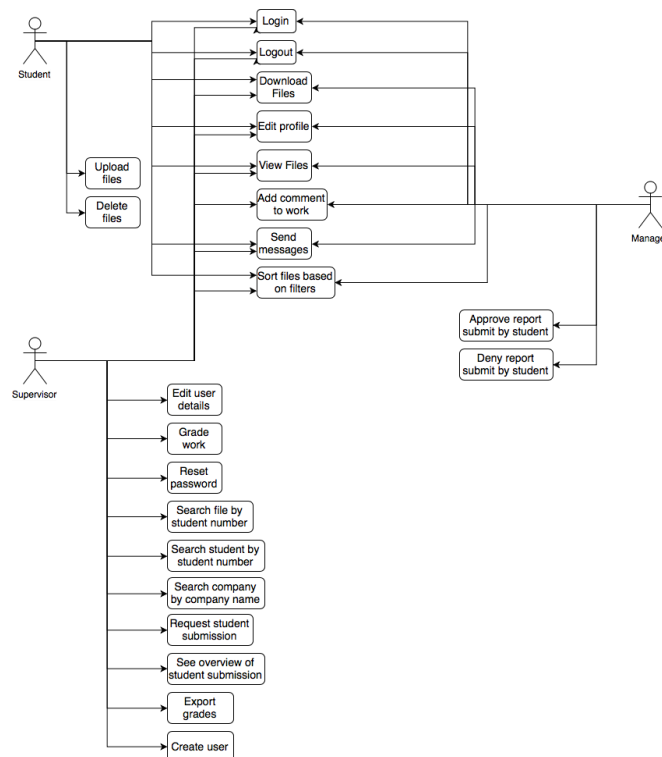 Login
Student
Logout
Download
Files
Edit profile
Upload
files
View Files
Delete
files
Add comment
to work
Manage
Send
messages
Sort files based
on filters
Approve report
submit by student
Deny report
submit by student
Supervisor
Edit user
details
Grade
work
Reset
password
Search file by
student number
Search student by
student number
Search company
by company name
Request student
submission
See overview of
student submission
Export
grades
Create user